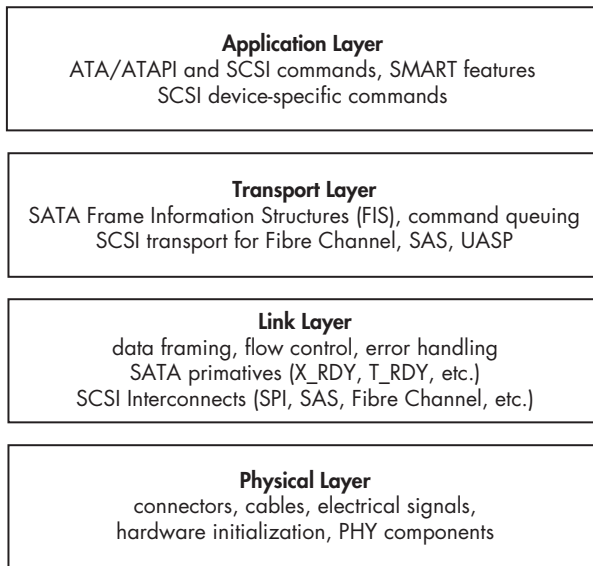 Application Layer
ATA/ATAPI and SCSI commands, SMART features
SCSI device-specific commands
Transport Layer
SATA Frame Information Structures (FIS), command queuing
SCSI transport for Fibre Channel, SAS, UASP
Link Layer
data framing, flow control, error handling
SATA primatives (X_RDY, T_RDY, etc.)
SCSI Interconnects (SPI, SAS, Fibre Channel, etc.)
Physical Layer
connectors, cables, electrical signals,
hardware initialization, PHY components